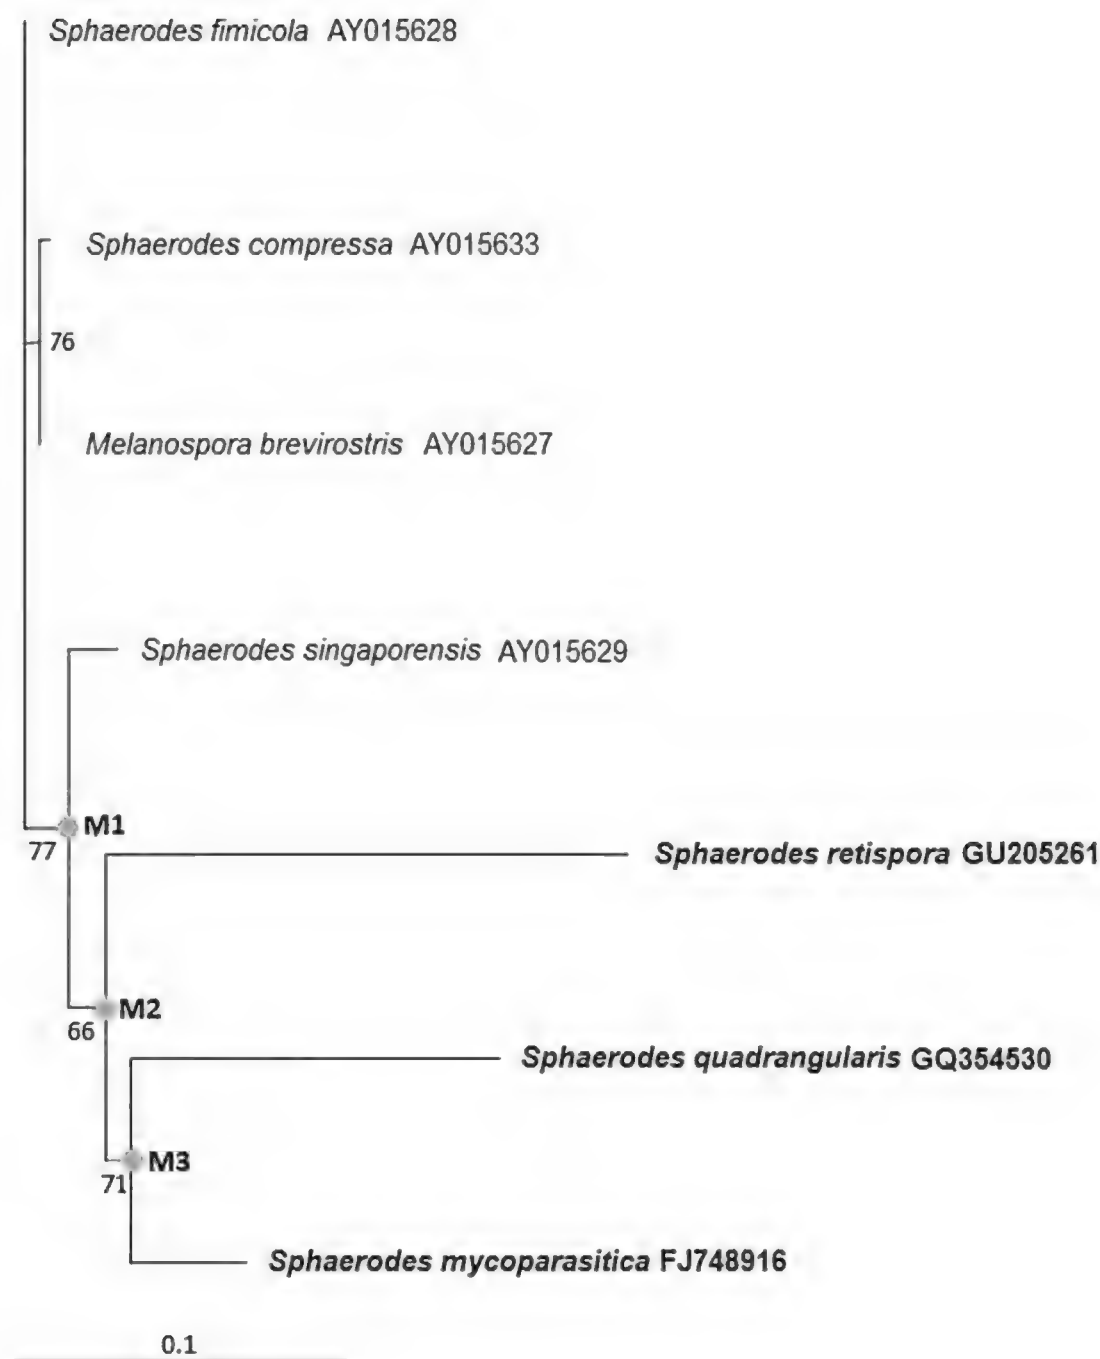 Sphaerodes fimicola AY015628
Sphaerodes compressa AY015633
76
Melanospora brevirostris AY015627
Sphaerodes singaporensis AY015629
M1
77
Sphaerodes retispora GU205261
M2
66
Sphaerodes quadrangularis GQ354530
M3
71
Sphaerodes mycoparasitica FJ748916
0.1